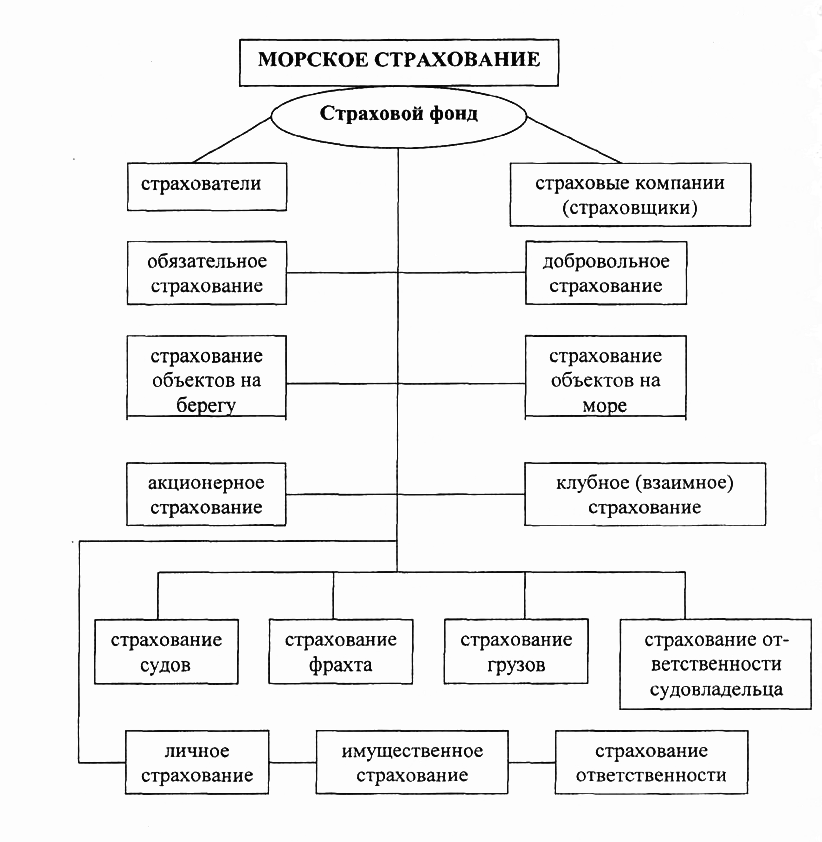 МОРСКОЕ СТРАХОВАНИЕ
Страховой фонд
страхователи
страховые компании
(страховщики)
обязательное
страхование
добровольное
страхование
страхование
объектов на
берегу
страхование
объектов на
море
акционерное
страхование
клубное (взаимное)
страхование
страхование
судов
страхование
фрахта
страхование
грузов
страхование от-
ветственности
судовладельца
личное
страхование
имущественное
страхование
страхование
ответственности